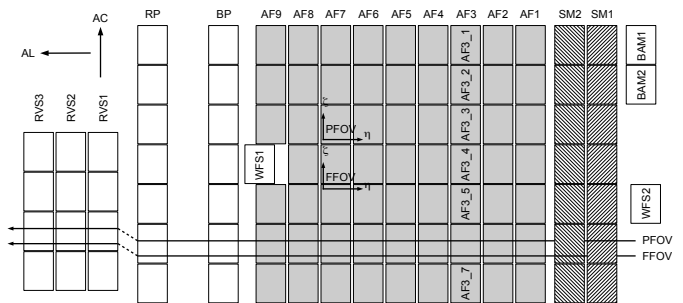 RP BP AF9 AF8 AF7 AF6 AF5 AF4 AF3 AF2 AF1 SM2 SM1
AC
AL
RVS3 RVS2 RVS1
AF3_1
AF3_2
AF3_3
AF3_4
AF3_5
AF3_7
BAM1
BAM2
ζ
PFOV η
ζ
FFOV η
WFS1
WFS2
PFOV
FFOV